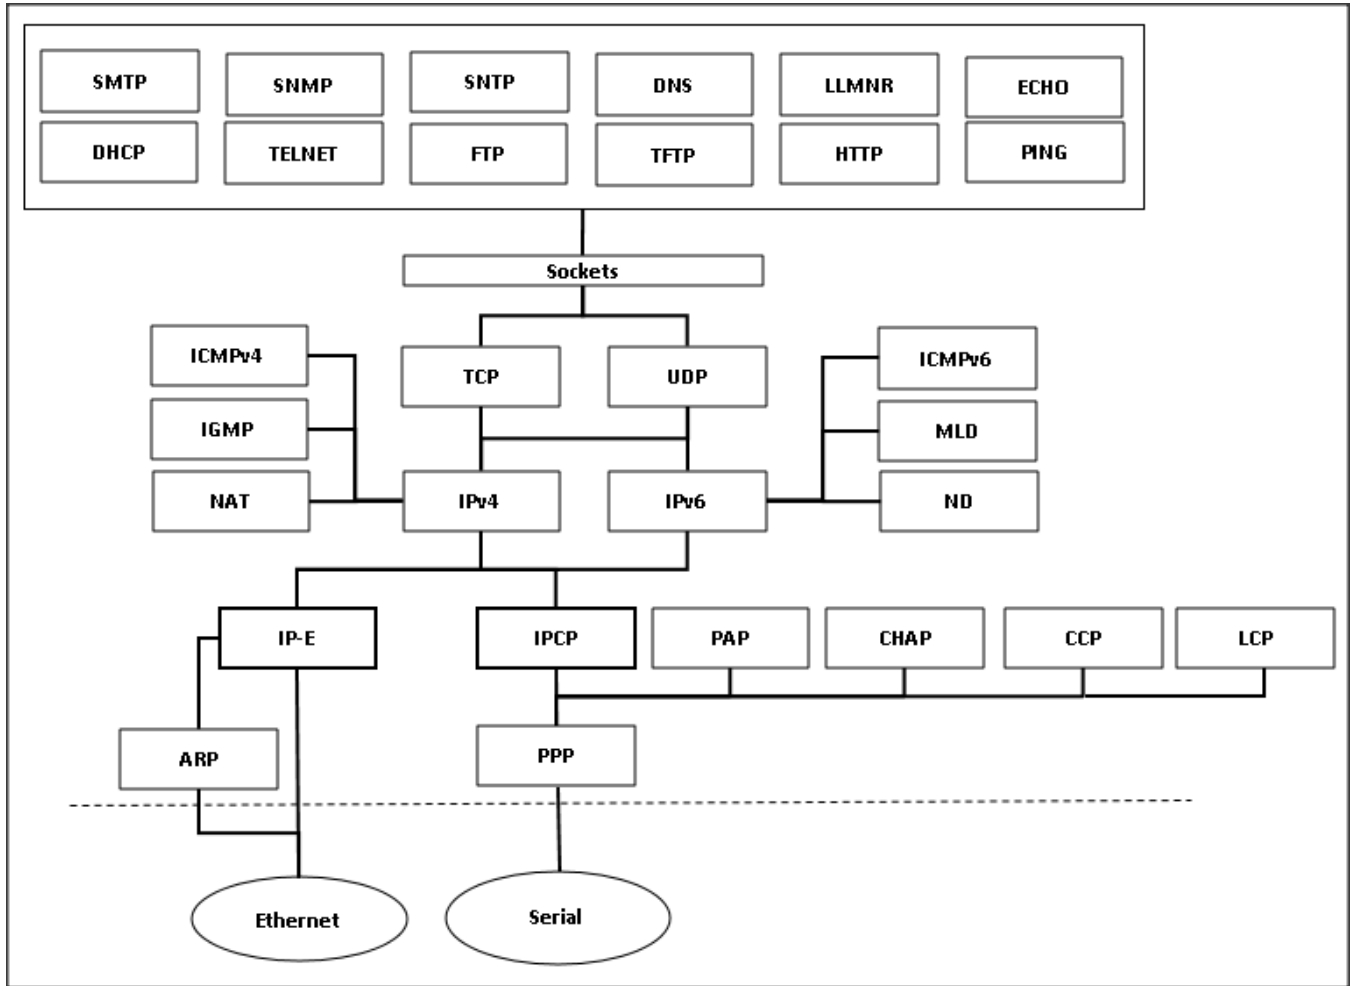 SMTP
SNMP
SNTP
DNS
LLMNR
ECHO
DHCP
TELNET
FTP
TFTP
HTTP
PING
Sockets
ICMPv4
TCP
UDP
ICMPv6
IGMP
MLD
NAT
IPv4
IPv6
ND
IP-E
IPCP
PAP
CHAP
CCP
LCP
ARP
PPP
Ethernet
Serial